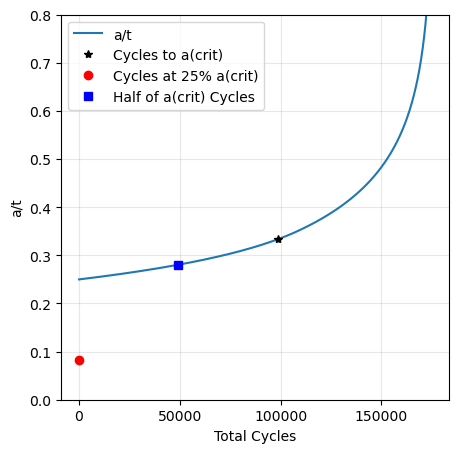 0.8
0.7
0.6
0.5
0.4
0.3
0.2
0.1
0.0
a/t
a/t
Cycles to a(crit)
Cycles at 25% a(crit)
Half of a(crit) Cycles
0
50000
100000
150000
Total Cycles